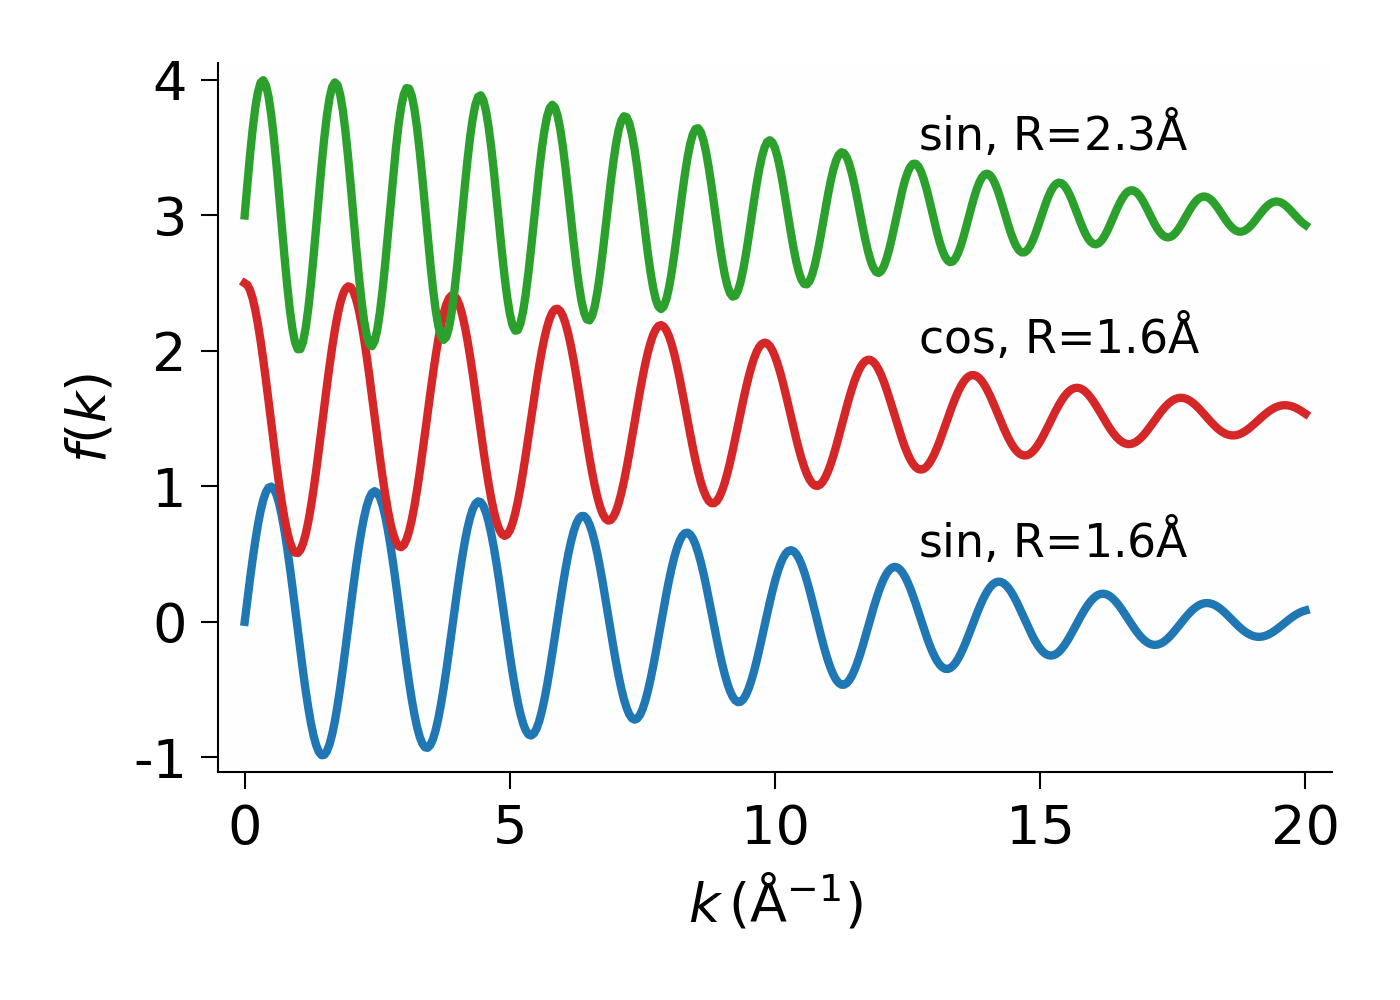 4
sin, R=2.3Å
3
2
cos, R=1.6Å
f(k)
1
sin, R=1.6Å
0
-1
0 5 10 15 20
k (Å⁻¹)